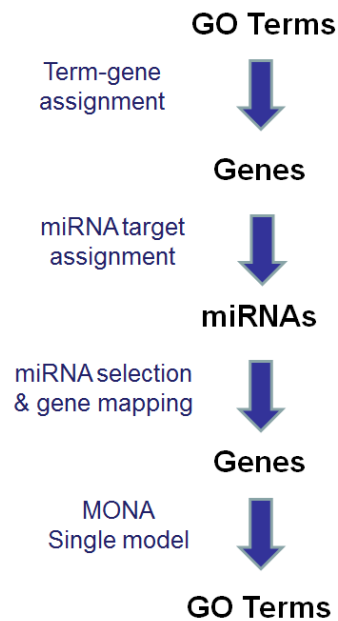 GO Terms
Term-gene
assignment
Genes
miRNA target
assignment
miRNAs
miRNA selection
& gene mapping
Genes
MONA
Single model
GO Terms